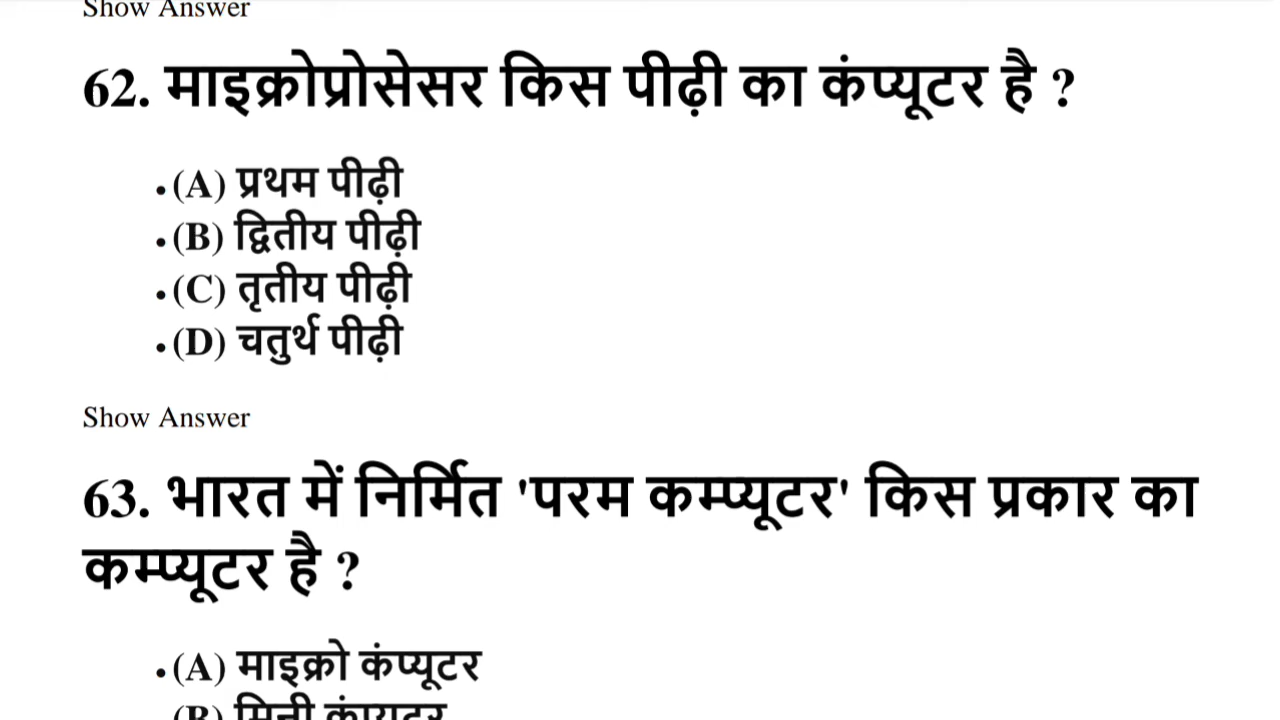 Show Answer
62. माइक्रोप्रोसेसर किस पीढ़ी का कंप्यूटर है ?
• (A) प्रथम पीढ़ी
• (B) द्वितीय पीढ़ी
• (C) तृतीय पीढ़ी
• (D) चतुर्थ पीढ़ी
Show Answer
63. भारत में निर्मित 'परम कम्प्यूटर' किस प्रकार का
कम्प्यूटर है ?
• (A) माइक्रो कंप्यूटर
(B) मिनी कंप्यूटर